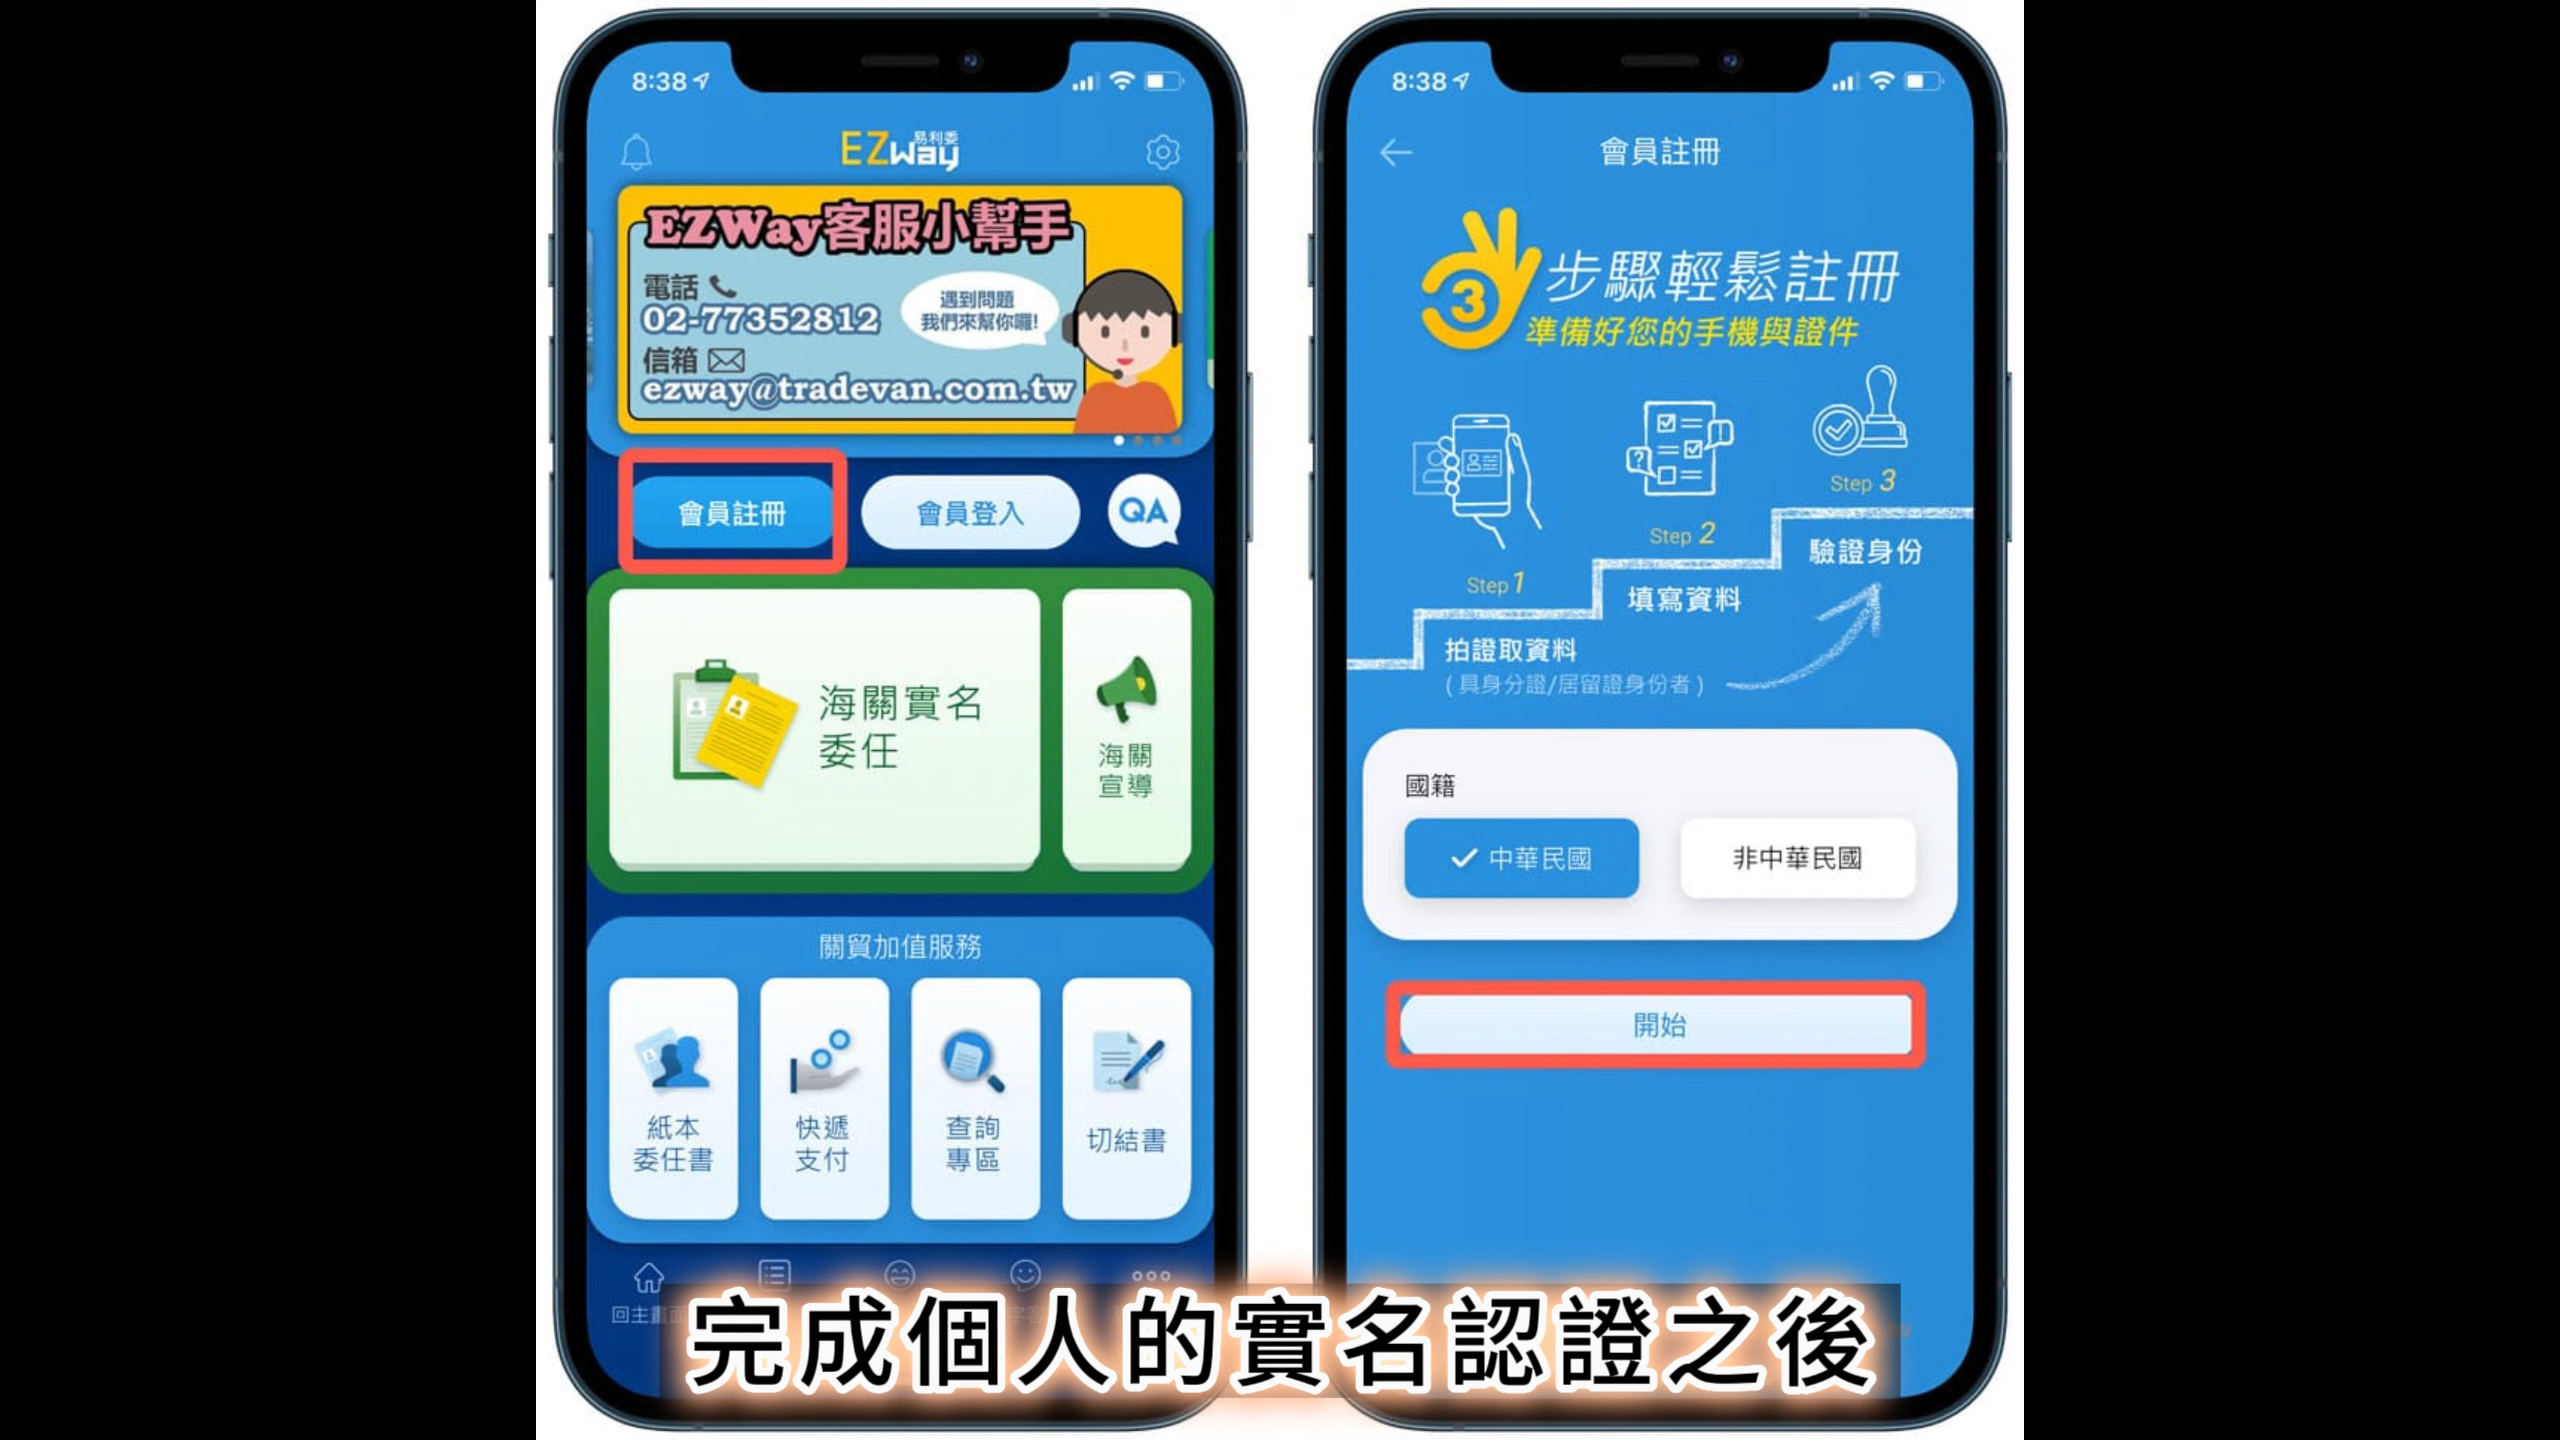 8:38
EZway 易利委
EZWay客服小幫手
電話
02-77352812
遇到問題
我們來幫你囉!
信箱
ezway@tradevan.com.tw
會員註冊
會員登入
QA
海關實名
委任
海關
宣導
關貿加值服務
紙本
委任書
快遞
支付
查詢
專區
切結書
回主畫面
8:38
會員註冊
3步驟輕鬆註冊
準備好您的手機與證件
Step 3
Step 2
驗證身份
Step 1
填寫資料
拍證取資料
(具身分證/居留證身份者)
國籍
中華民國
非中華民國
開始
完成個人的實名認證之後